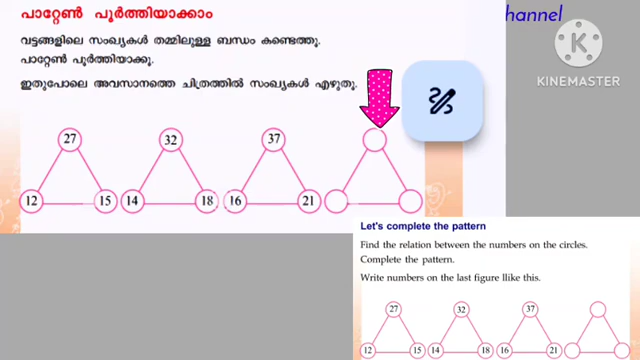 പാറ്റേൺ പൂർത്തിയാക്കാം
hannel
വട്ടങ്ങളിലെ സംഖ്യകൾ തമ്മിലുള്ള ബന്ധം കണ്ടെത്തൂ.
പാറ്റേൺ പൂർത്തിയാക്കൂ.
ഇതുപോലെ അവസാനത്തെ ചിത്രത്തിൽ സംഖ്യകൾ എഴുതൂ.
KINEMASTER
27 32 37
12 15 14 18 16 21
Let's complete the pattern
Find the relation between the numbers on the circles.
Complete the pattern.
Write numbers on the last figure llike this.
27 32 37
12 15 14 18 16 21